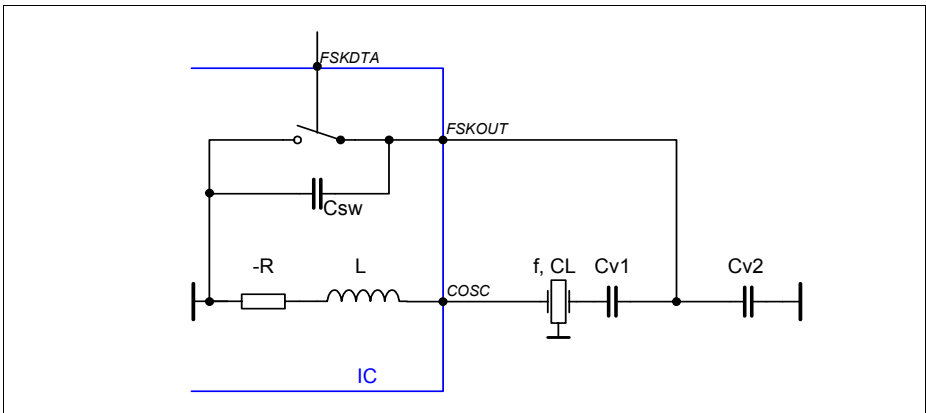 FSKDTA
FSKOUT
Csw
-R
L
f, CL
Cv1
Cv2
COSC
IC